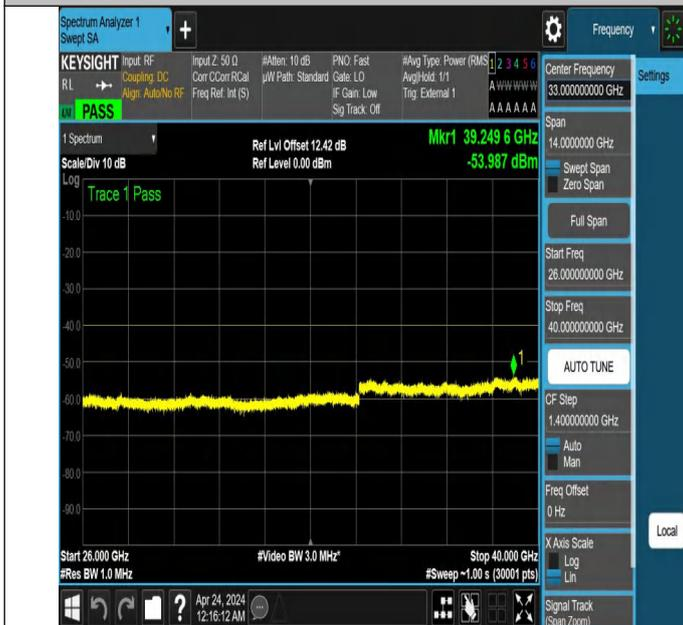 Spectrum Analyzer 1
Swept SA
+
Frequency
KEYSIGHT
RL
PASS
Input: RF
Coupling: DC
Align: Auto/No RF
Input Z: 50 Ω
Corr CCorr RCal
Freq Ref: Int (S)
#Atten: 10 dB
µW Path: Standard
PNO: Fast
Gate: LO
IF Gain: Low
Sig Track: Off
#Avg Type: Power (RMS
Avg|Hold: 1/1
Trig: External 1
1 2 3 4 5 6
A W W W W W
A A A A A A
1 Spectrum
Scale/Div 10 dB
Log
Ref Lvl Offset 12.42 dB
Ref Level 0.00 dBm
Mkr1 39.249 6 GHz
-53.987 dBm
Trace 1 Pass
-10.0
-20.0
-30.0
-40.0
-50.0
-60.0
-70.0
-80.0
-90.0
1
Start 26.000 GHz
#Res BW 1.0 MHz
#Video BW 3.0 MHz*
Stop 40.000 GHz
#Sweep ~1.00 s (30001 pts)
?
Apr 24, 2024
12:16:12 AM
Center Frequency
33.000000000 GHz
Settings
Span
14.0000000 GHz
Swept Span
Zero Span
Full Span
Start Freq
26.000000000 GHz
Stop Freq
40.000000000 GHz
AUTO TUNE
CF Step
1.400000000 GHz
Auto
Man
Freq Offset
0 Hz
X Axis Scale
Log
Lin
Local
Signal Track
(Span Zoom)